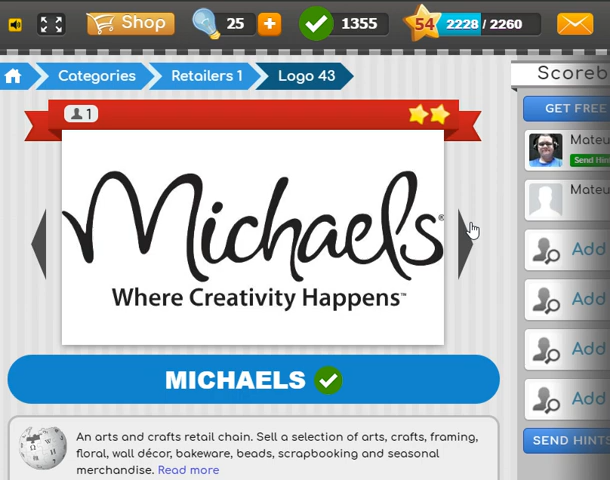 Shop
25
1355
54
2228 / 2260
Categories
Retailers 1
Logo 43
Scoreb
1
GET FREE
Michaels®
Where Creativity Happens™
Mateu
Send Hin
Mateu
Add
Add
Add
Add
MICHAELS
SEND HINTS
An arts and crafts retail chain. Sell a selection of arts, crafts, framing,
floral, wall décor, bakeware, beads, scrapbooking and seasonal
merchandise. Read more